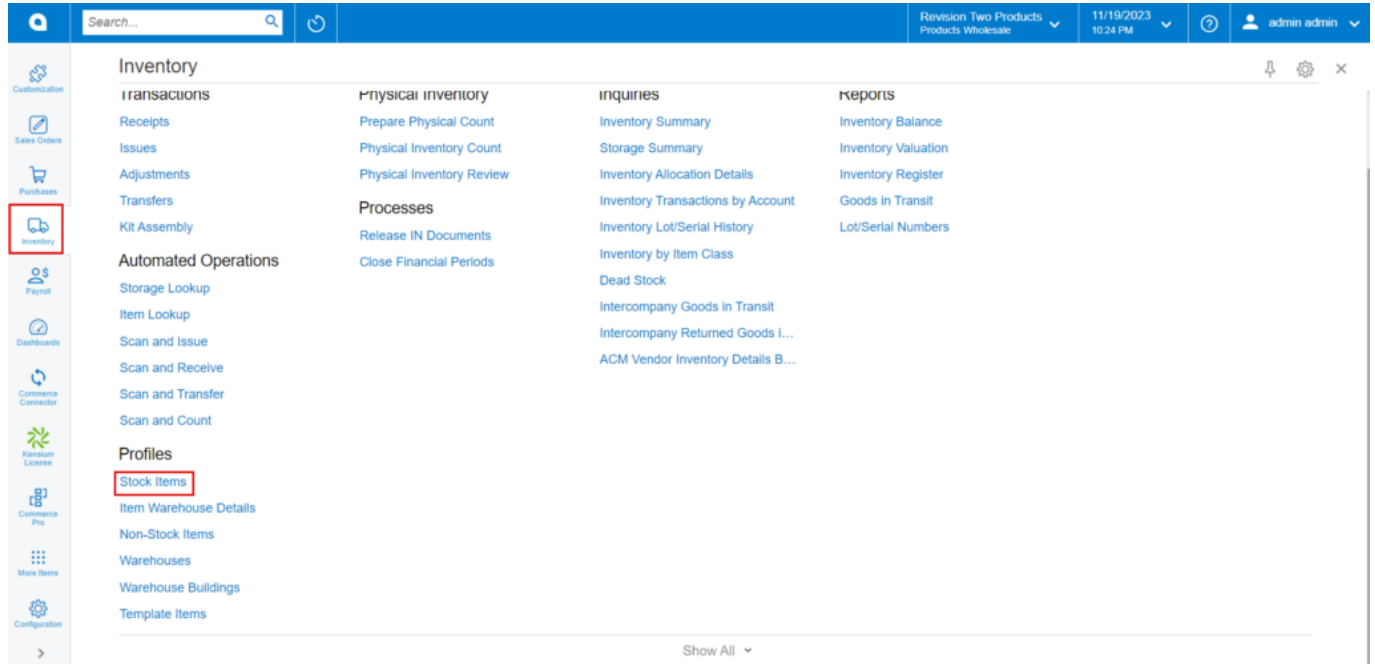 Search...
Revision Two Products
Products Wholesale
11/19/2023
10:24 PM
admin admin
Customization
Sales Orders
Purchases
Inventory
Payroll
Dashboards
Commerce
Connector
Kensium
License
Commerce
Pro
More Items
Configuration
Inventory
Transactions
Receipts
Issues
Adjustments
Transfers
Kit Assembly
Automated Operations
Storage Lookup
Item Lookup
Scan and Issue
Scan and Receive
Scan and Transfer
Scan and Count
Profiles
Stock Items
Item Warehouse Details
Non-Stock Items
Warehouses
Warehouse Buildings
Template Items
Physical Inventory
Prepare Physical Count
Physical Inventory Count
Physical Inventory Review
Processes
Release IN Documents
Close Financial Periods
Inquiries
Inventory Summary
Storage Summary
Inventory Allocation Details
Inventory Transactions by Account
Inventory Lot/Serial History
Inventory by Item Class
Dead Stock
Intercompany Goods in Transit
Intercompany Returned Goods i...
ACM Vendor Inventory Details B...
Reports
Inventory Balance
Inventory Valuation
Inventory Register
Goods in Transit
Lot/Serial Numbers
Show All